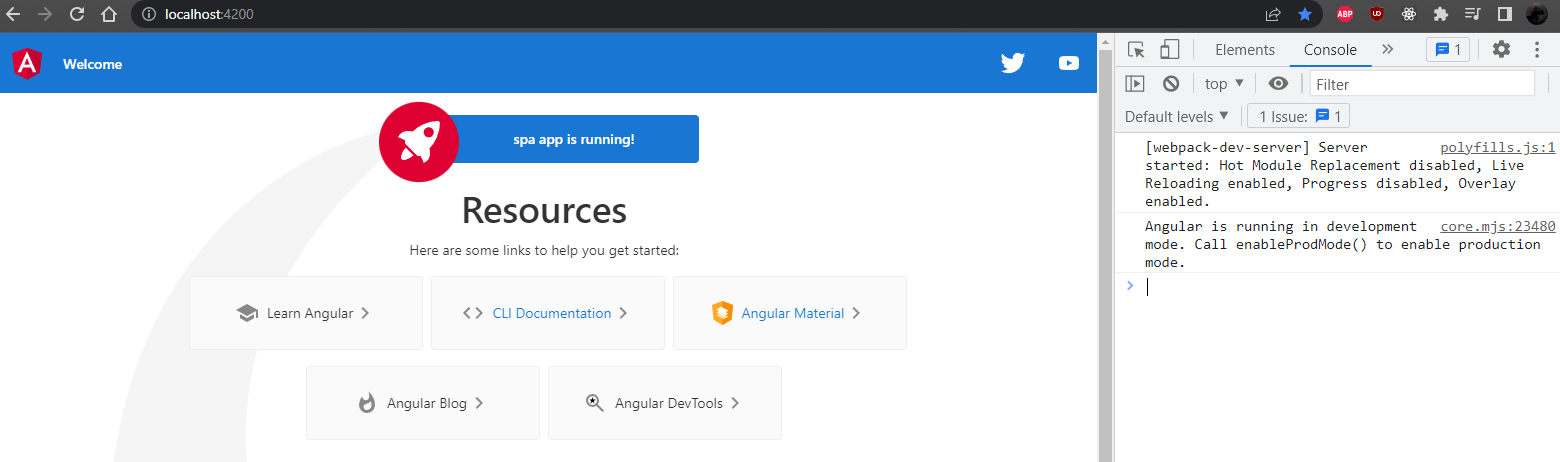 localhost:4200
ABP
Welcome
spa app is running!
Resources
Here are some links to help you get started:
Learn Angular
CLI Documentation
Angular Material
Angular Blog
Angular DevTools
Elements
Console
1
top
Filter
Default levels
1 Issue: 1
[webpack-dev-server] Server polyfills.js:1
started: Hot Module Replacement disabled, Live
Reloading enabled, Progress disabled, Overlay
enabled.
Angular is running in development core.mjs:23480
mode. Call enableProdMode() to enable production
mode.